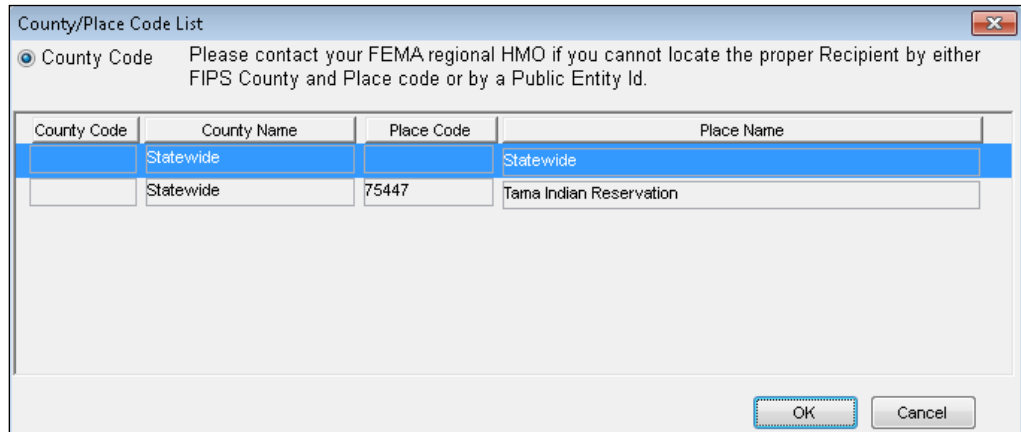 County/Place Code List
County Code
Please contact your FEMA regional HMO if you cannot locate the proper Recipient by either
FIPS County and Place code or by a Public Entity Id.
County Code County Name Place Code Place Name
Statewide Statewide
Statewide 75447 Tama Indian Reservation
OK Cancel